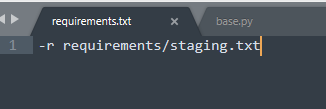 requirements.txt
base.py
1 -r requirements/staging.txt